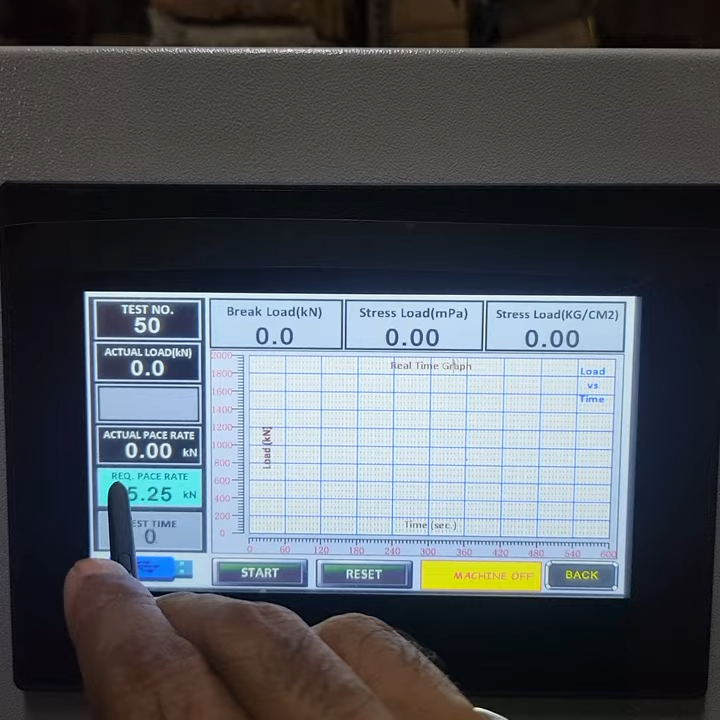 TEST NO.
50
ACTUAL LOAD(kN)
0.0
ACTUAL PACE RATE
0.00 kN
REQ. PACE RATE
5.25 kN
EST TIME
0
Break Load(kN)
0.0
Stress Load(mPa)
0.00
Stress Load(KG/CM2)
0.00
Real Time Graph
Load
vs
Time
Load (kN)
2000
1800
1600
1400
1200
1000
800
600
400
200
0
Time (sec.)
0 60 120 180 240 300 360 420 480 540 600
START
RESET
MACHINE OFF
BACK